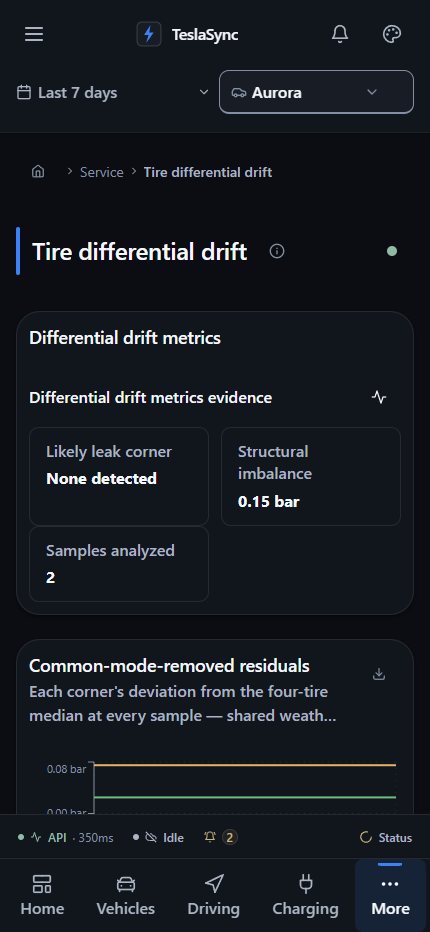 TeslaSync
Last 7 days
Aurora
Service
Tire differential drift
Tire differential drift
Differential drift metrics
Differential drift metrics evidence
Likely leak corner
None detected
Structural
imbalance
0.15 bar
Samples analyzed
2
Common-mode-removed residuals
Each corner's deviation from the four-tire
median at every sample — shared weath...
0.08 bar
0.00 bar
API · 350ms
Idle
2
Status
Home
Vehicles
Driving
Charging
More